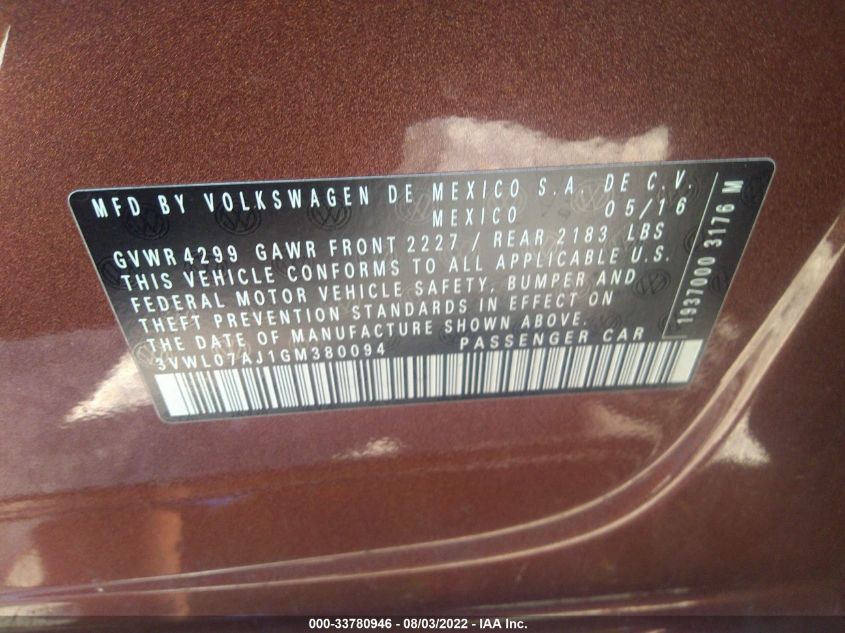 MFD BY VOLKSWAGEN DE MEXICO S.A. DE C.V.
MEXICO 05/16
GVWR 4299 GAWR FRONT 2227 / REAR 2183 LBS
THIS VEHICLE CONFORMS TO ALL APPLICABLE U.S.
FEDERAL MOTOR VEHICLE SAFETY, BUMPER AND
THEFT PREVENTION STANDARDS IN EFFECT ON
THE DATE OF MANUFACTURE SHOWN ABOVE.
3VWL07AJ1GM380094 PASSENGER CAR
1937000 3176 M
000-33780946 - 08/03/2022 - IAA Inc.